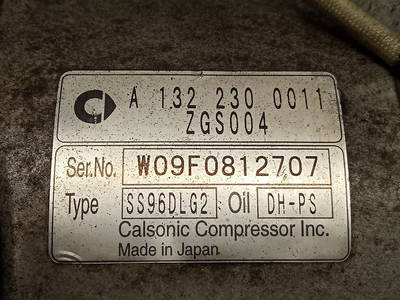 A 132 230 0011
ZGS004
Ser.No. W09F0812707
Type SS96DLG2 Oil DH-PS
Calsonic Compressor Inc.
Made in Japan